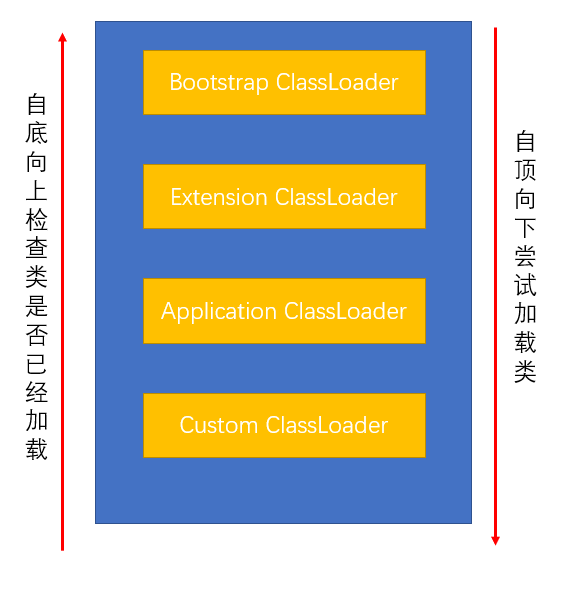 自底向上检查类是否已经加载
Bootstrap ClassLoader
Extension ClassLoader
Application ClassLoader
Custom ClassLoader
自顶向下尝试加载类